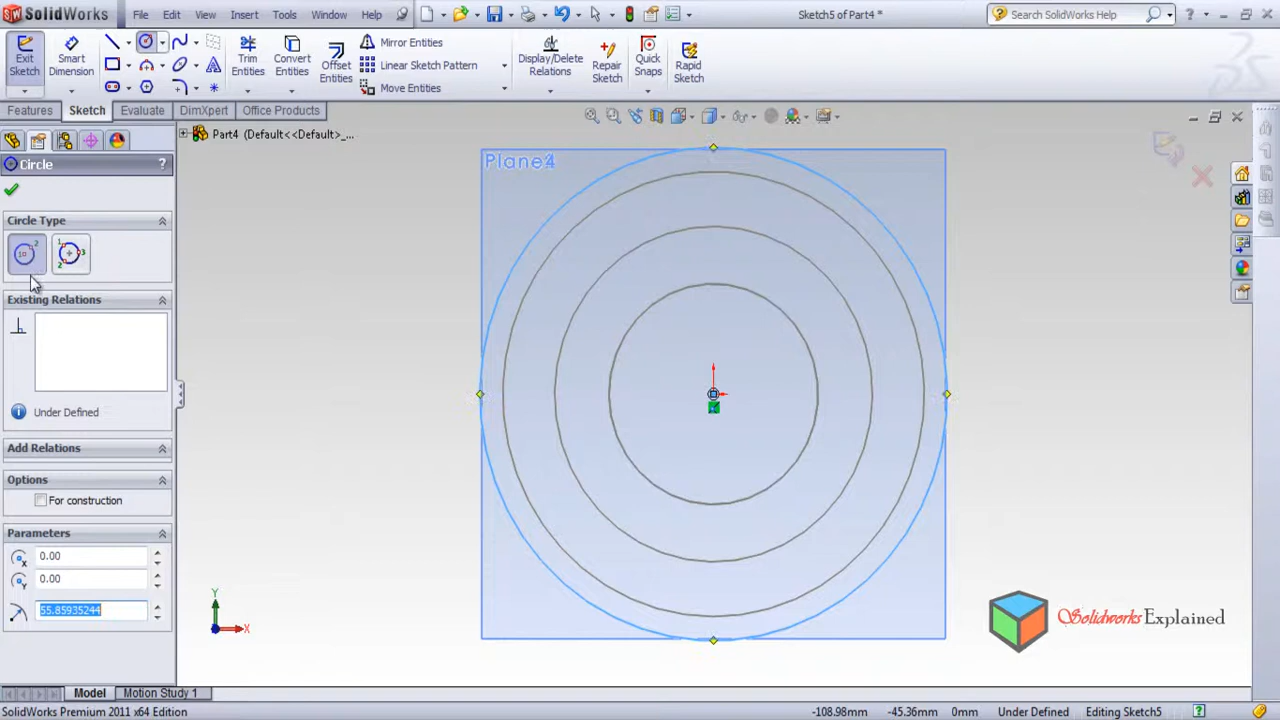 SolidWorks
File Edit View Insert Tools Window Help
Sketch5 of Part4 *
Search SolidWorks Help
Exit Sketch
Smart Dimension
Trim Entities
Convert Entities
Offset Entities
Mirror Entities
Linear Sketch Pattern
Move Entities
Display/Delete Relations
Repair Sketch
Quick Snaps
Rapid Sketch
Features Sketch Evaluate DimXpert Office Products
Part4 (Default<<Default>_...
Circle ?
Plane4
Circle Type
Existing Relations
Under Defined
Add Relations
Options
For construction
Parameters
0.00
0.00
55.85935244
Y
X
Solidworks Explained
Model Motion Study 1
SolidWorks Premium 2011 x64 Edition
-108.98mm -45.36mm 0mm Under Defined Editing Sketch5